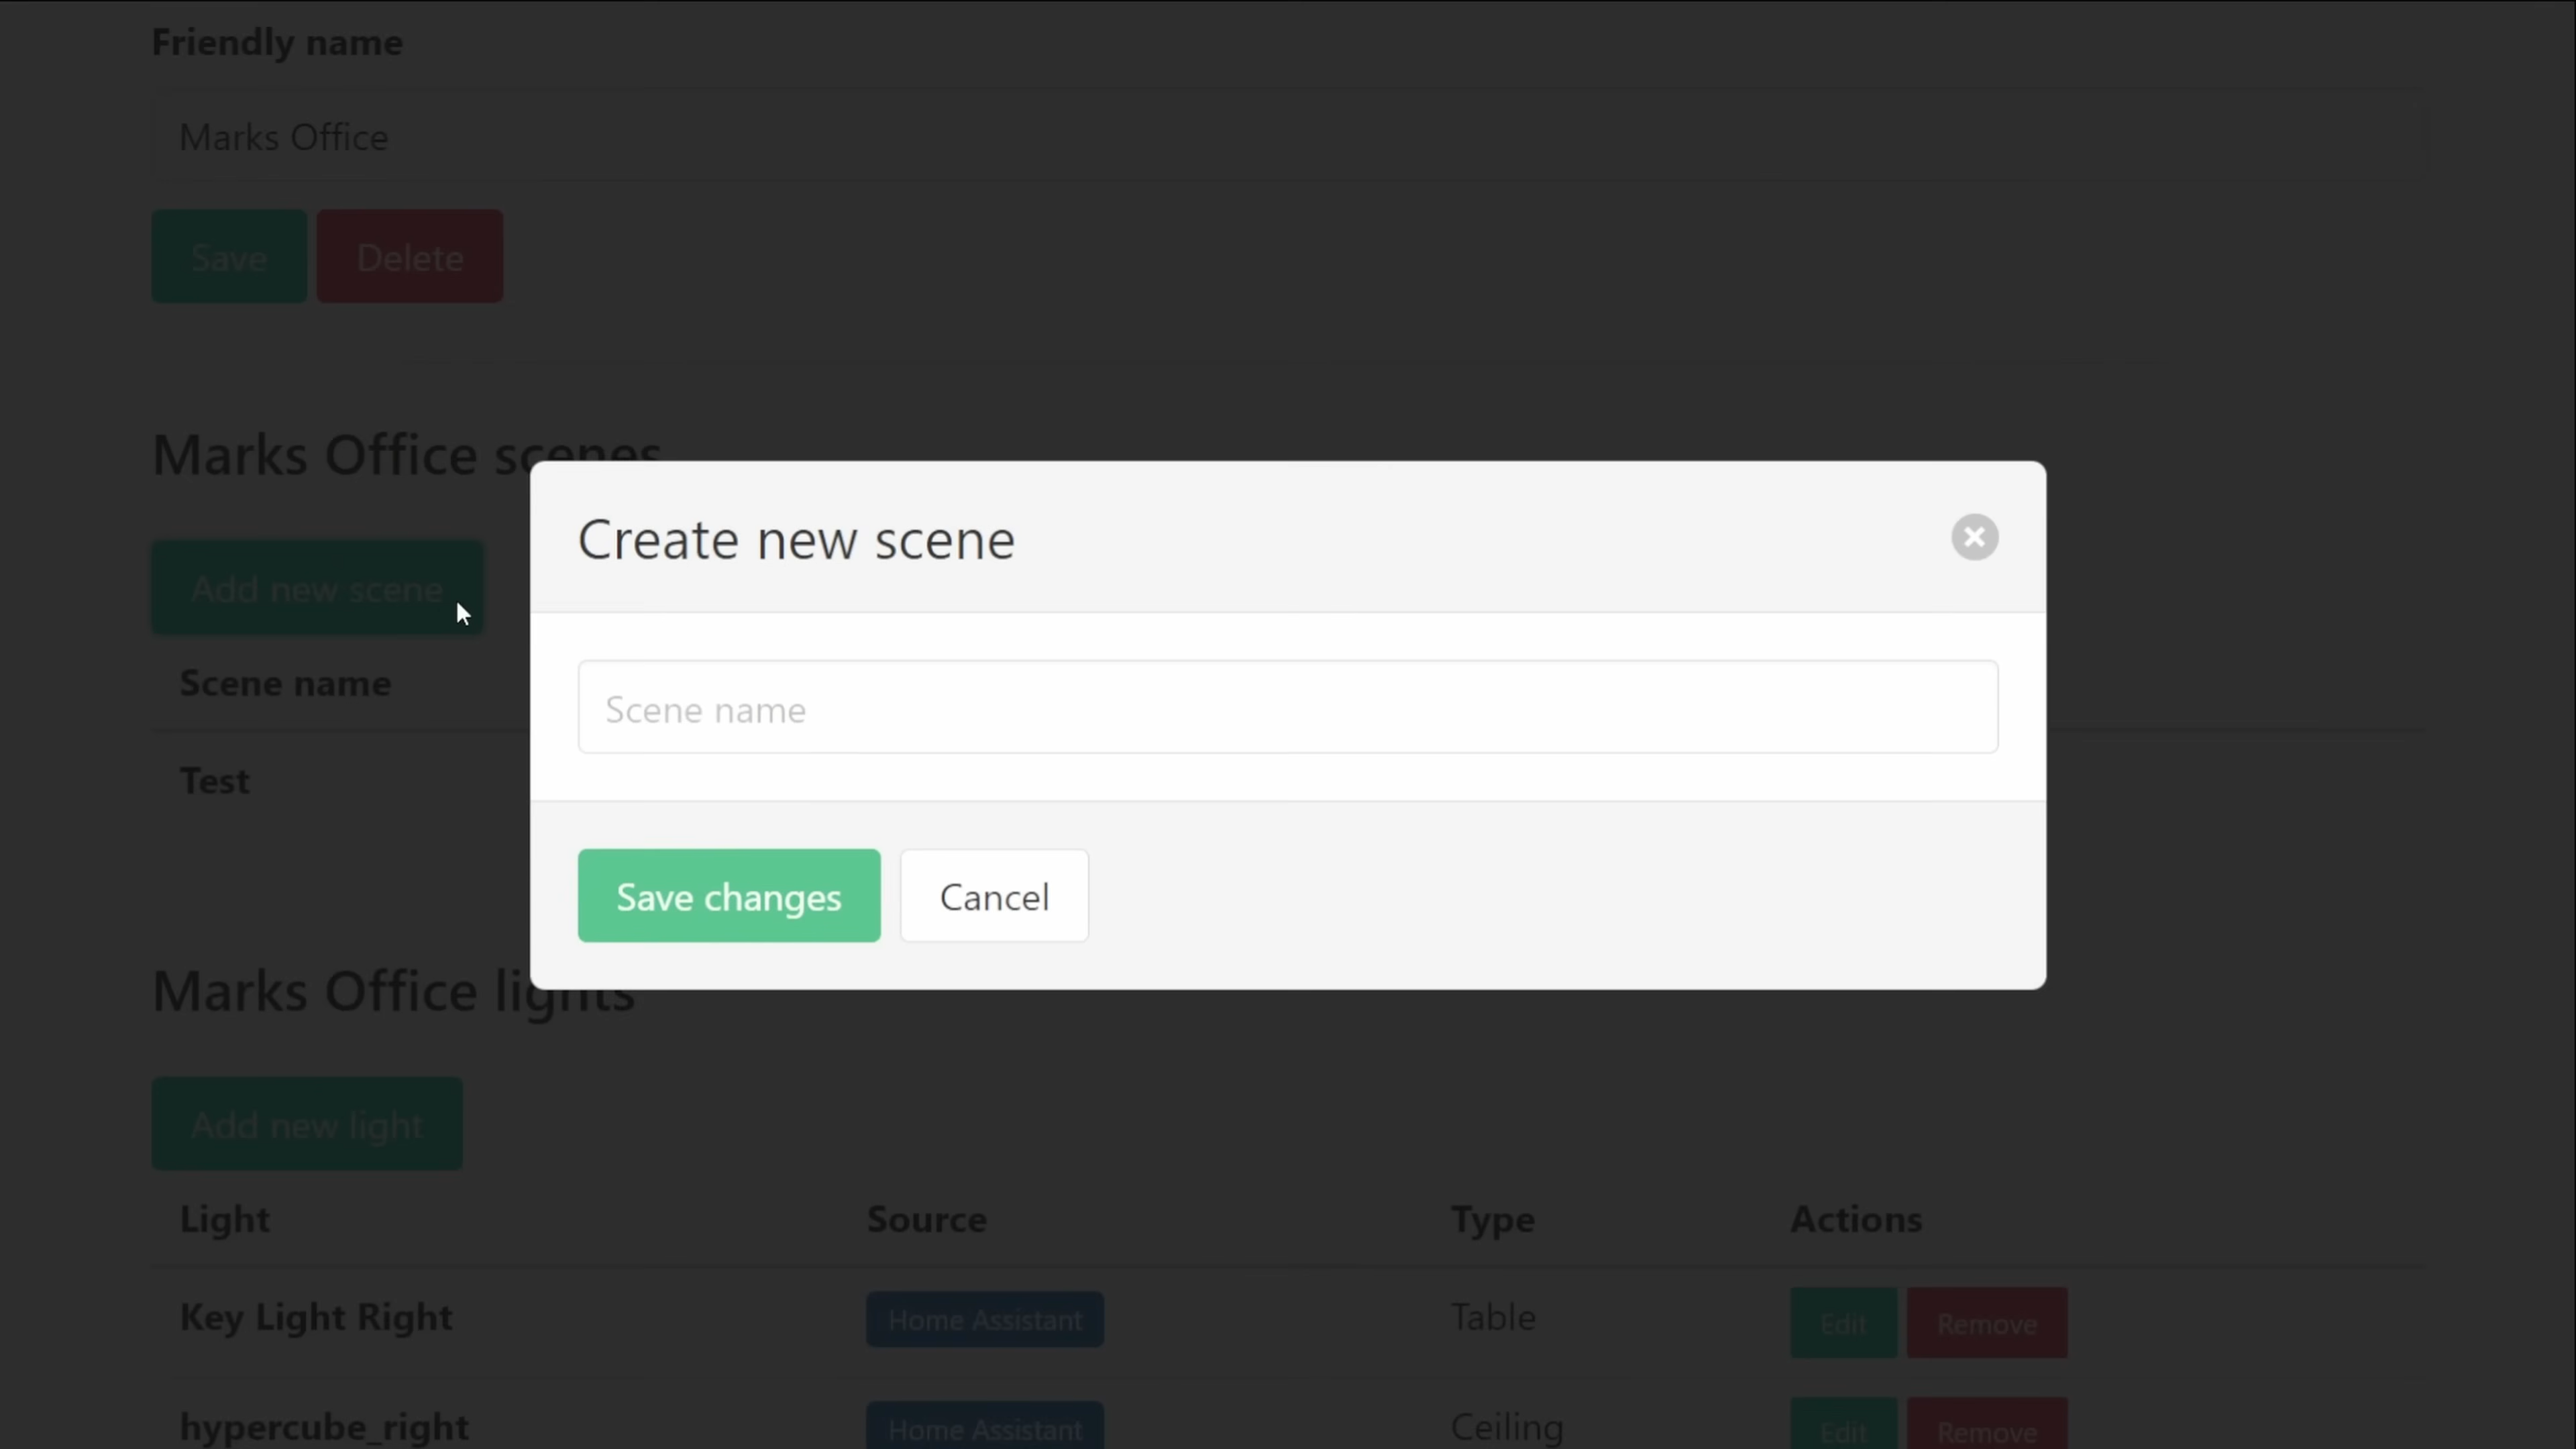 Friendly name
Marks Office
Save Delete
Marks Office scenes
Create new scene
Add new scene
Scene name
Scene name
Test
Save changes Cancel
Marks Office lights
Add new light
Light Source Type Actions
Key Light Right Home Assistant Table Edit Remove
hypercube_right Home Assistant Ceiling Edit Remove